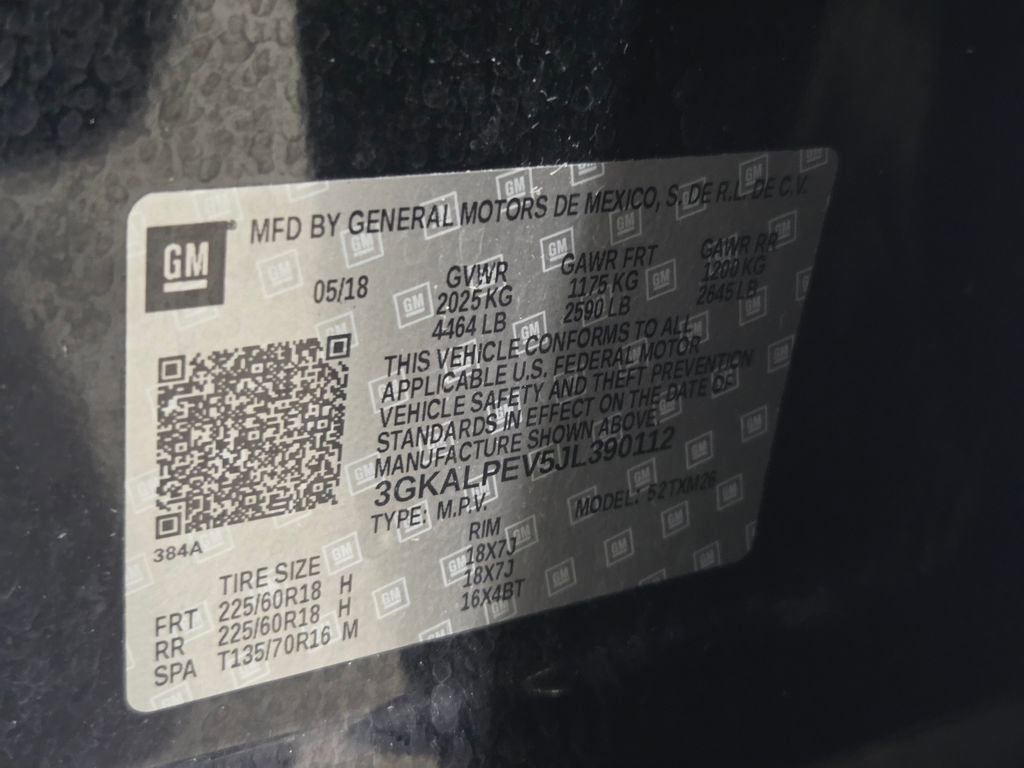 GM MFD BY GENERAL MOTORS DE MEXICO, S. DE R.L. DE C.V.
05/18 GVWR GAWR FRT GAWR RR
2025 KG 1175 KG 1200 KG
4464 LB 2590 LB 2645 LB
THIS VEHICLE CONFORMS TO ALL
APPLICABLE U.S. FEDERAL MOTOR
VEHICLE SAFETY AND THEFT PREVENTION
STANDARDS IN EFFECT ON THE DATE OF
MANUFACTURE SHOWN ABOVE.
3GKALPEV5JL390112
TYPE: M.P.V. MODEL: 52TXM26
384A
TIRE SIZE RIM
FRT 225/60R18 H 18X7J
RR 225/60R18 H 18X7J
SPA T135/70R16 M 16X4BT